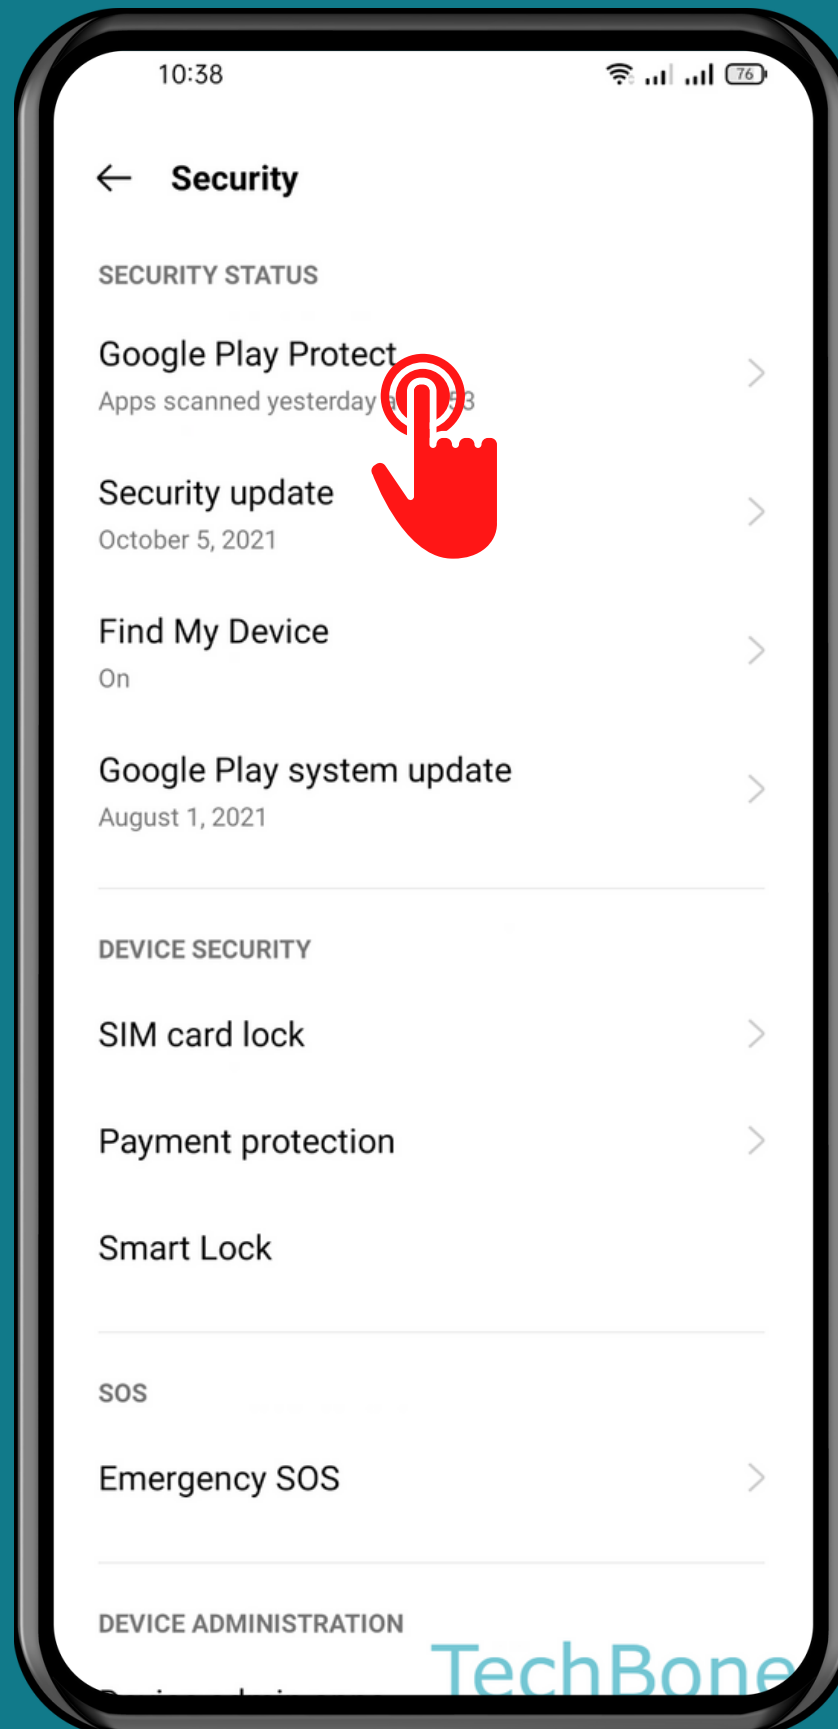 10:38
76
Security
SECURITY STATUS
Google Play Protect
Apps scanned yesterday
Security update
October 5, 2021
Find My Device
On
Google Play system update
August 1, 2021
DEVICE SECURITY
SIM card lock
Payment protection
Smart Lock
SOS
Emergency SOS
DEVICE ADMINISTRATION
TechBone